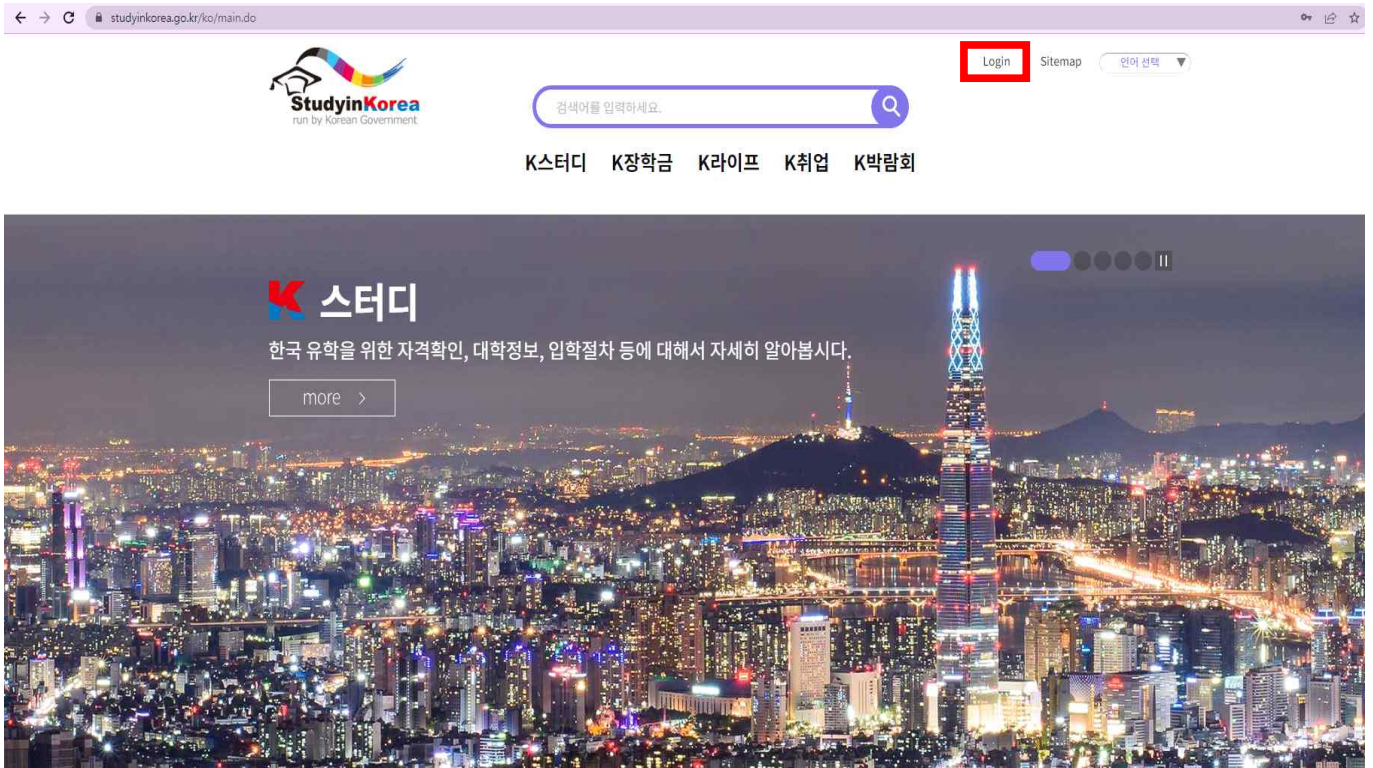 studyinkorea.go.kr/ko/main.do
Login Sitemap 언어 선택 ▼
StudyinKorea
run by Korean Government
검색어를 입력하세요.
K스터디 K장학금 K라이프 K취업 K박람회
K 스터디
한국 유학을 위한 자격확인, 대학정보, 입학절차 등에 대해서 자세히 알아봅시다.
more >